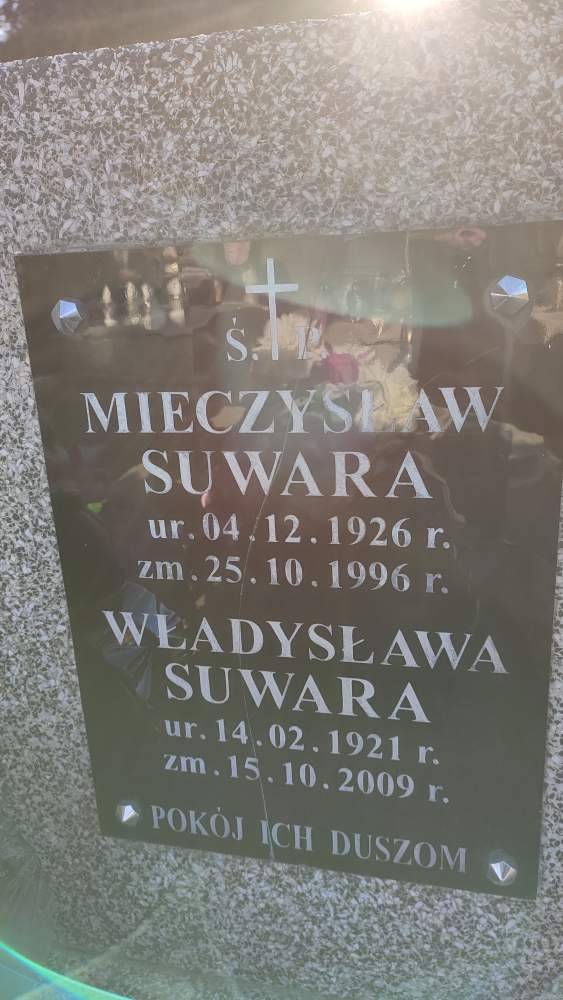 Ś. P.
MIECZYSŁAW
SUWARA
ur. 04.12.1926 r.
zm. 25.10.1996 r.
WŁADYSŁAWA
SUWARA
ur. 14.02.1921 r.
zm. 15.10.2009 r.
POKÓJ ICH DUSZOM